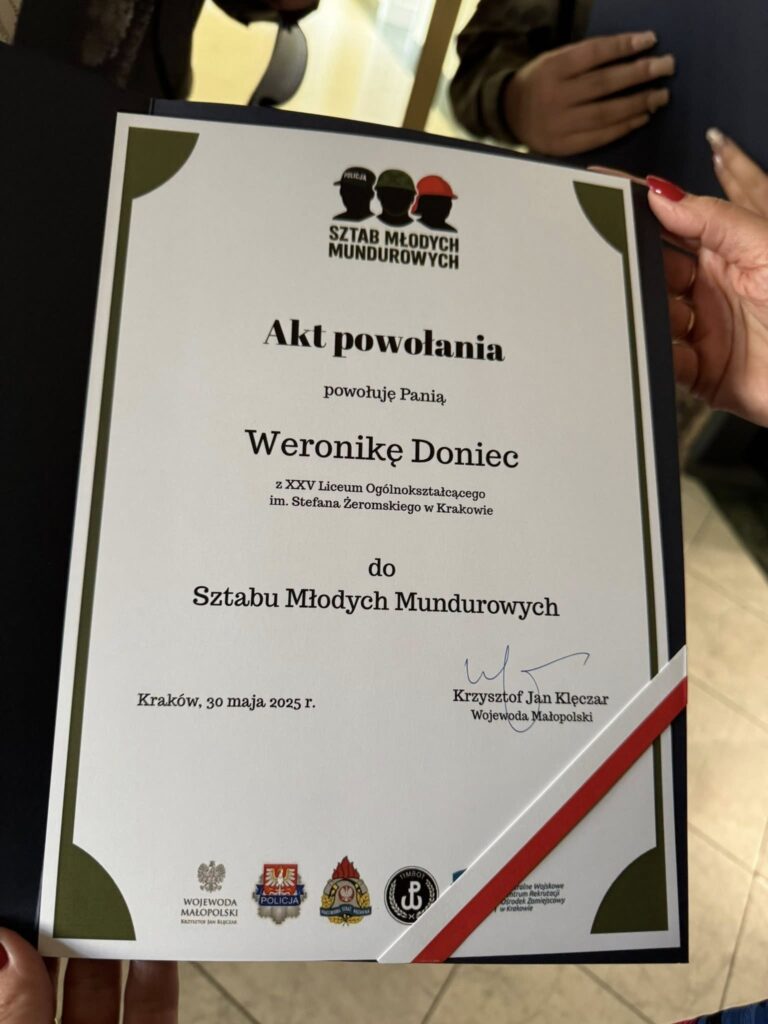 POLICJA
SZTAB MŁODYCH
MUNDUROWYCH
Akt powołania
powołuję Panią
Weronikę Doniec
z XXV Liceum Ogólnokształcącego
im. Stefana Żeromskiego w Krakowie
do
Sztabu Młodych Mundurowych
Kraków, 30 maja 2025 r.
Krzysztof Jan Klęczar
Wojewoda Małopolski
WOJEWODA
MAŁOPOLSKI
KRZYSZTOF JAN KLĘCZAR
POLICJA
Wojskowe
Rekrutacji
Ośrodek Zamiejscowy
w Krakowie